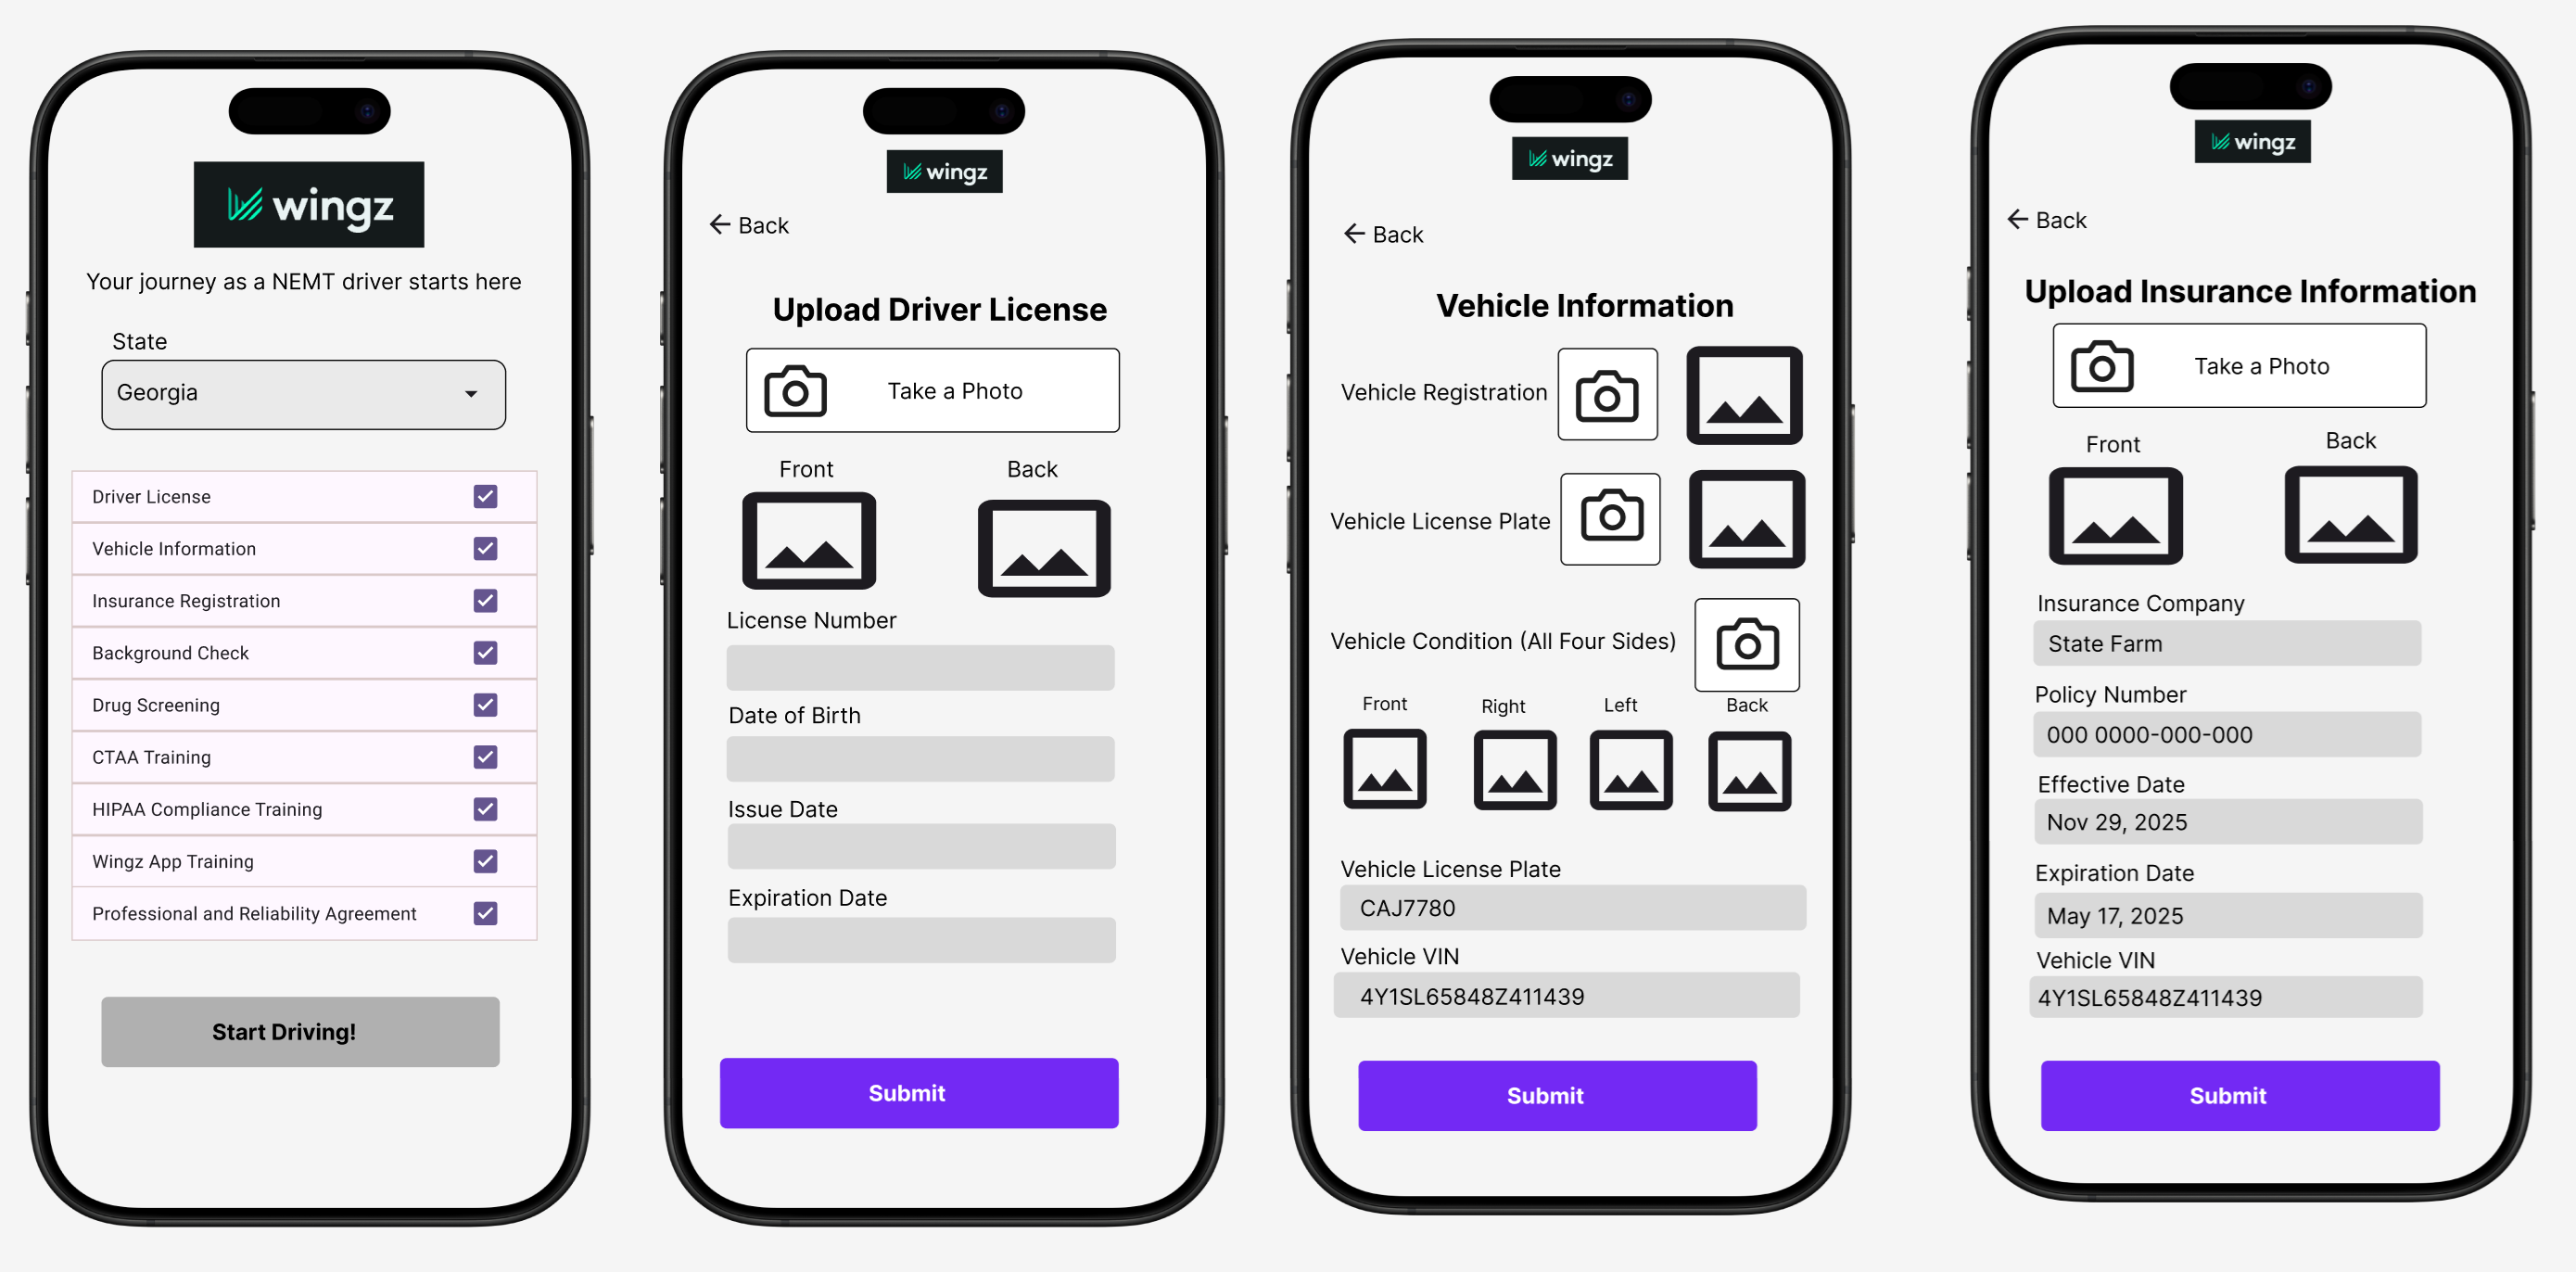 wingz
Your journey as a NEMT driver starts here
State
Georgia
Driver License
Vehicle Information
Insurance Registration
Background Check
Drug Screening
CTAA Training
HIPAA Compliance Training
Wingz App Training
Professional and Reliability Agreement
Start Driving!
wingz
Back
Upload Driver License
Take a Photo
Front Back
License Number
Date of Birth
Issue Date
Expiration Date
Submit
wingz
Back
Vehicle Information
Vehicle Registration
Vehicle License Plate
Vehicle Condition (All Four Sides)
Front Right Left Back
Vehicle License Plate
CAJ7780
Vehicle VIN
4Y1SL65848Z411439
Submit
wingz
Back
Upload Insurance Information
Take a Photo
Front Back
Insurance Company
State Farm
Policy Number
000 0000-000-000
Effective Date
Nov 29, 2025
Expiration Date
May 17, 2025
Vehicle VIN
4Y1SL65848Z411439
Submit